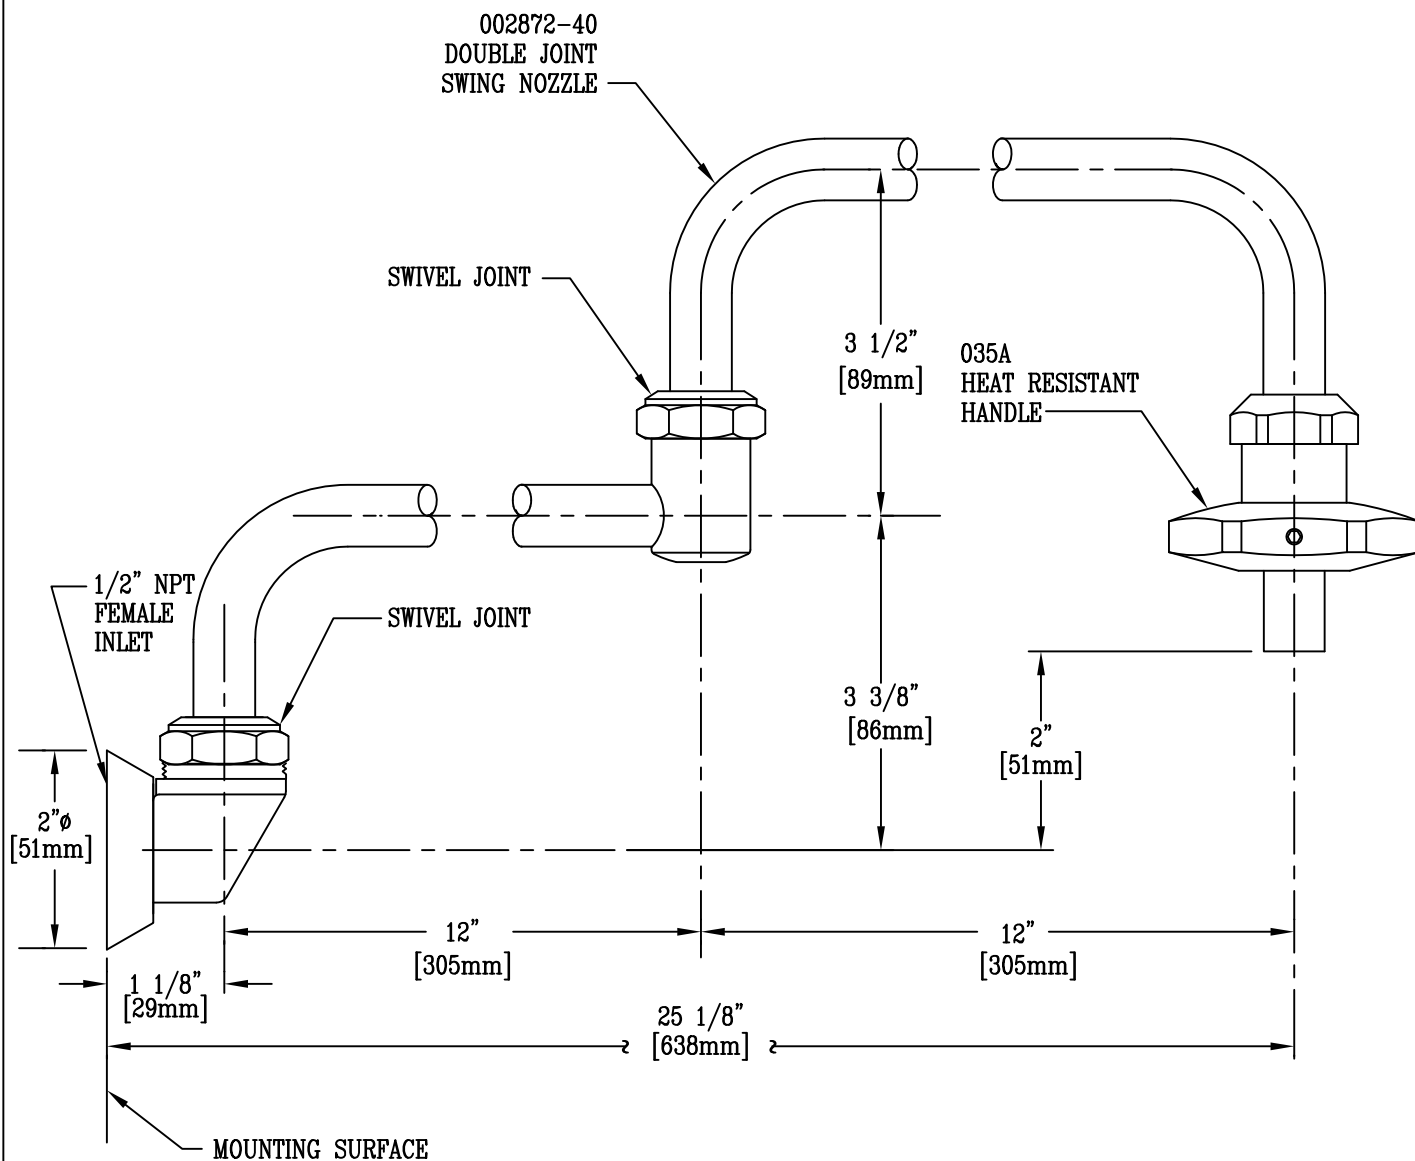 002872-40
DOUBLE JOINT
SWING NOZZLE
SWIVEL JOINT
3 1/2"
[89mm]
035A
HEAT RESISTANT
HANDLE
1/2" NPT
FEMALE
INLET
SWIVEL JOINT
3 3/8"
[86mm]
2"
[51mm]
2"ø
[51mm]
12"
[305mm]
12"
[305mm]
1 1/8"
[29mm]
25 1/8"
[638mm]
MOUNTING SURFACE